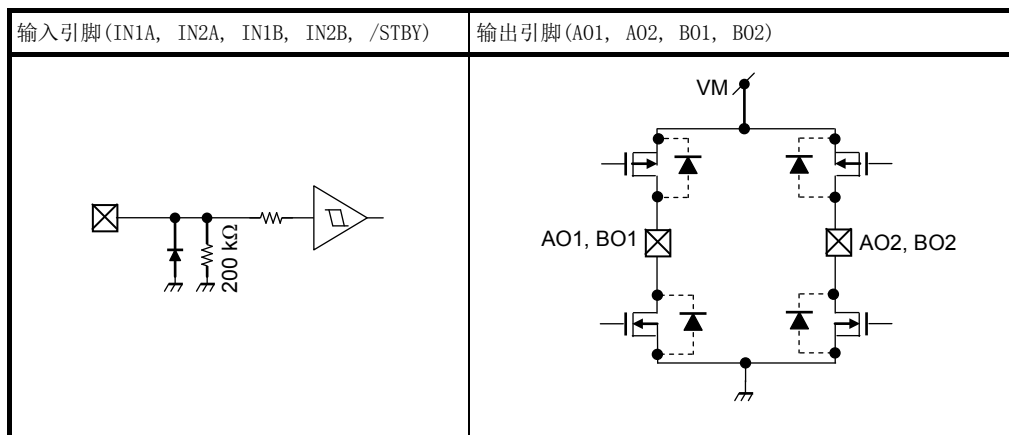 输入引脚(IN1A, IN2A, IN1B, IN2B, /STBY)
输出引脚(AO1, AO2, BO1, BO2)
200 kΩ
VM
AO1, BO1
AO2, BO2